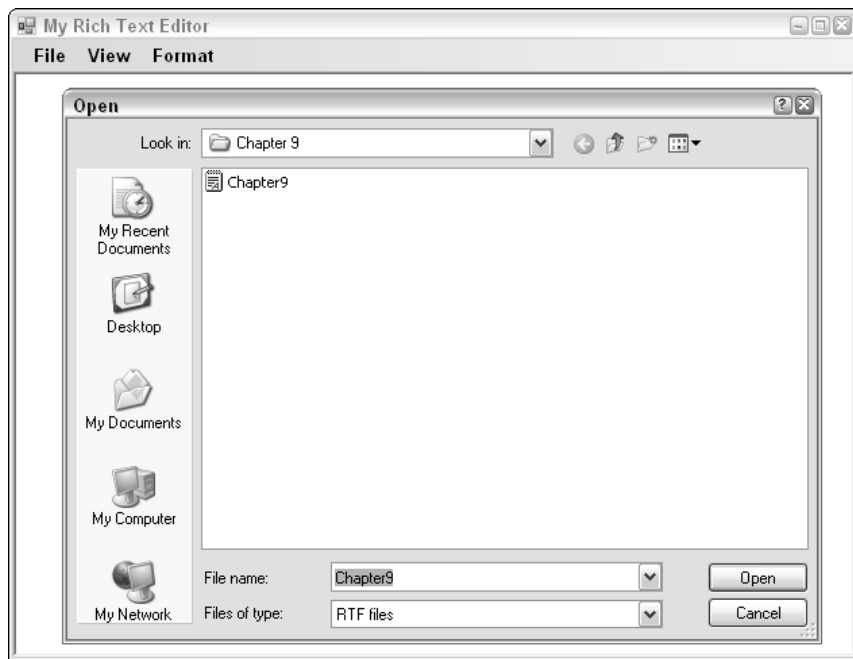 My Rich Text Editor
File View Format
Open
Look in: Chapter 9
Chapter9
My Recent
Documents
Desktop
My Documents
My Computer
My Network
File name: Chapter9
Open
Files of type: RTF files
Cancel